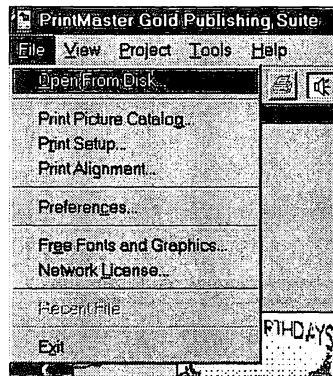 PrintMaster Gold Publishing Suite
File View Project Tools Help
Open From Disk...
Print Picture Catalog...
Print Setup...
Print Alignment...
Preferences...
Free Fonts and Graphics...
Network License...
Recent File
Exit